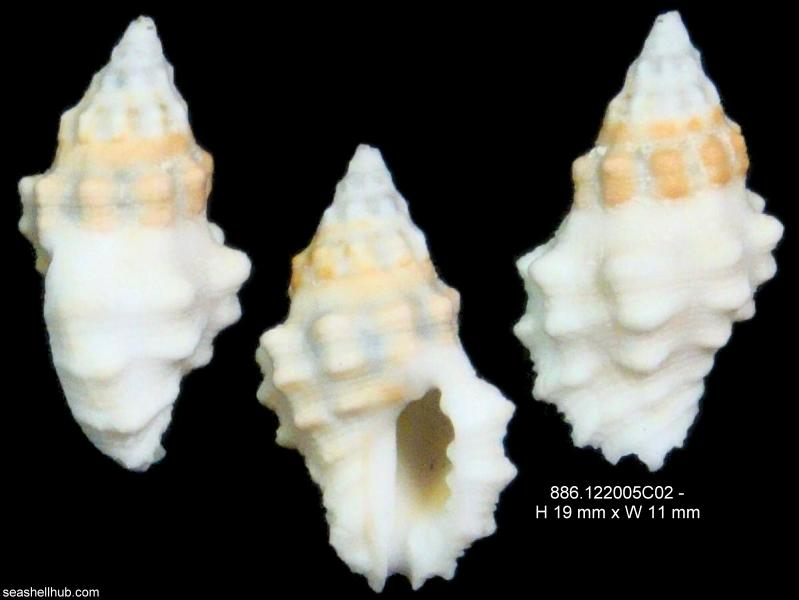 886.122005C02 -
H 19 mm x W 11 mm
seashellhub.com